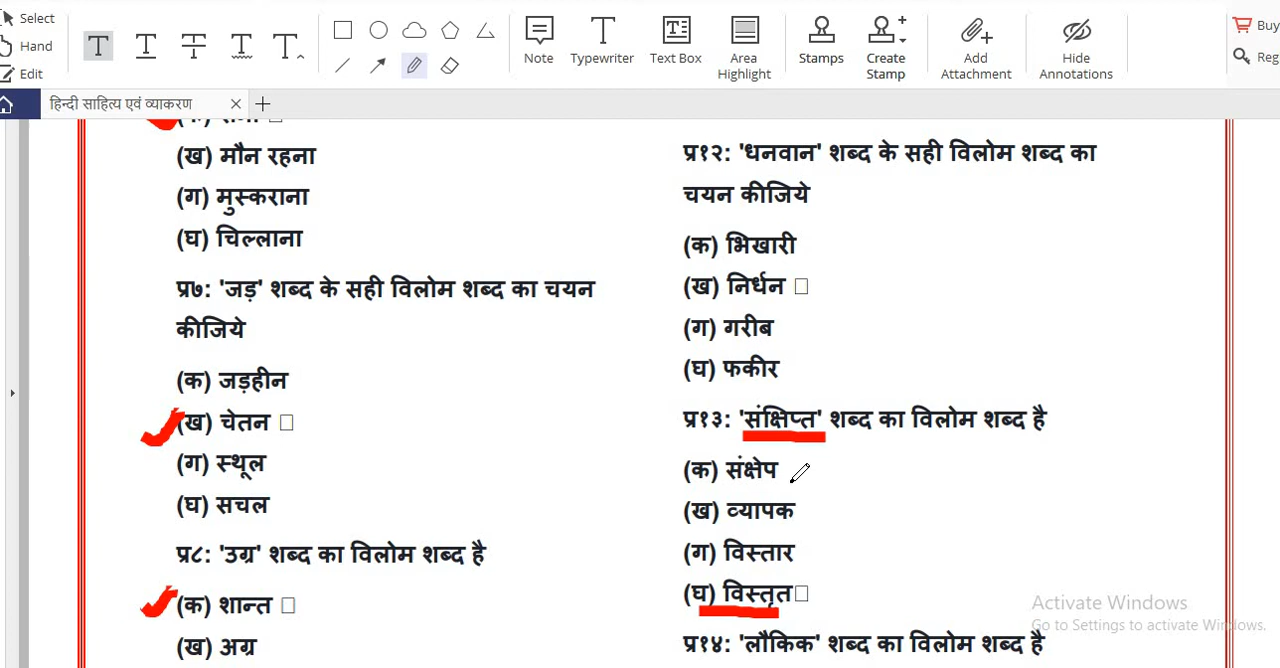 Select
Hand
Edit
Note
Typewriter
Text Box
Area
Highlight
Stamps
Create
Stamp
Add
Attachment
Hide
Annotations
Buy
हिन्दी साहित्य एवं व्याकरण
(ख) मौन रहना
(ग) मुस्कराना
(घ) चिल्लाना
प्र७: 'जड़' शब्द के सही विलोम शब्द का चयन
कीजिये
(क) जड़हीन
(ख) चेतन
(ग) स्थूल
(घ) सचल
प्र८: 'उग्र' शब्द का विलोम शब्द है
(क) शान्त
(ख) अग्र
प्र१२: 'धनवान' शब्द के सही विलोम शब्द का
चयन कीजिये
(क) भिखारी
(ख) निर्धन
(ग) गरीब
(घ) फकीर
प्र१३: 'संक्षिप्त' शब्द का विलोम शब्द है
(क) संक्षेप
(ख) व्यापक
(ग) विस्तार
(घ) विस्तृत
प्र१४: 'लौकिक' शब्द का विलोम शब्द है
Activate Windows
Go to Settings to activate Windows.